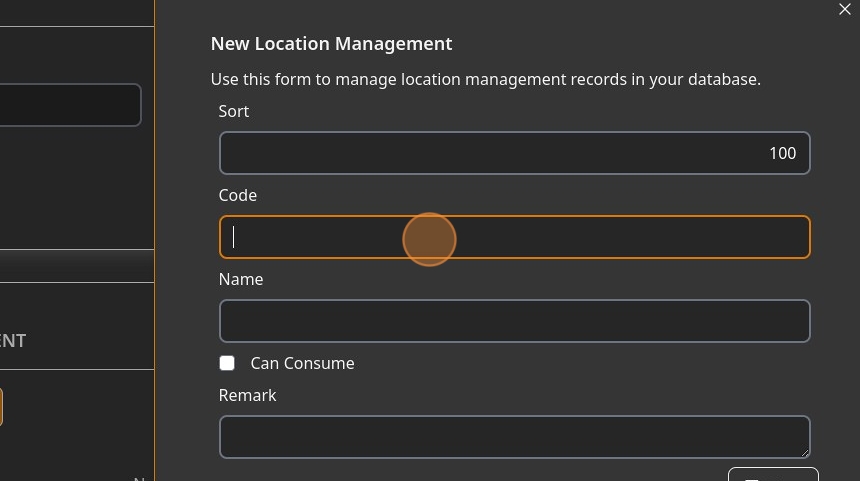 New Location Management
Use this form to manage location management records in your database.
Sort
100
Code
Name
ENT
Can Consume
Remark